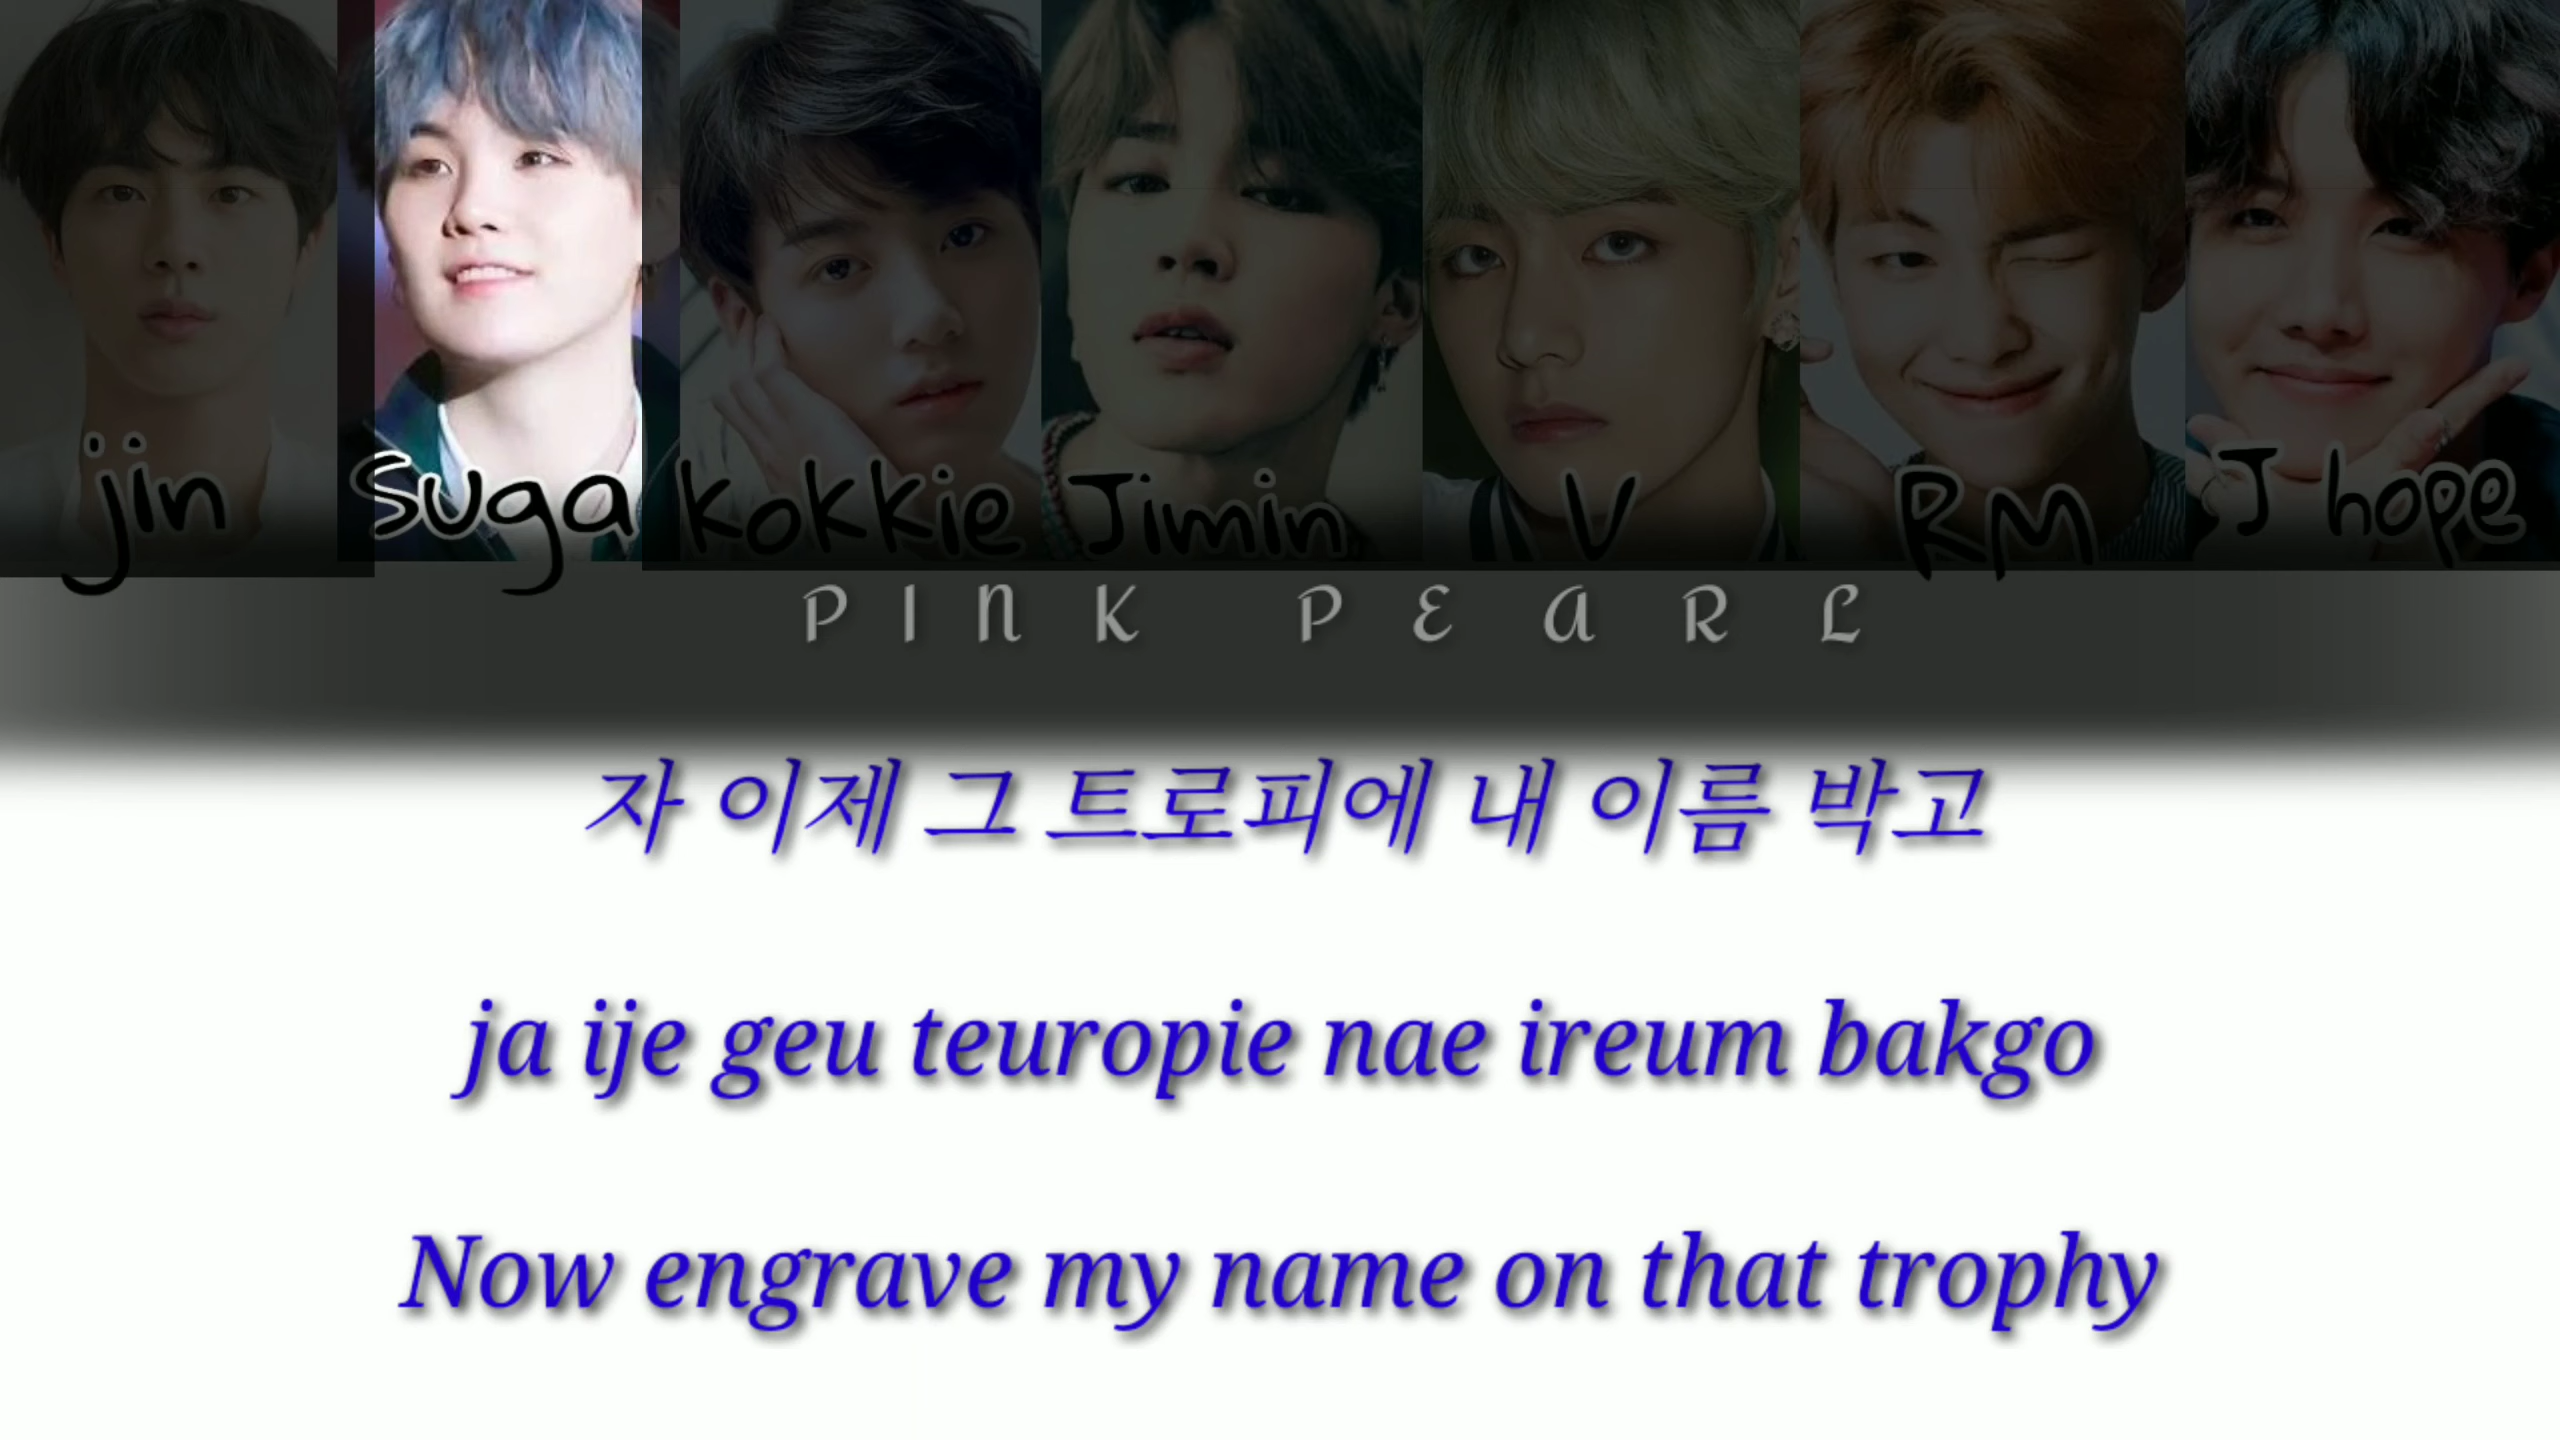 jin Suga kokkie Jimin V RM J hope
PINK PEARL
자 이제 그 트로피에 내 이름 박고
ja ije geu teuropie nae ireum bakgo
Now engrave my name on that trophy